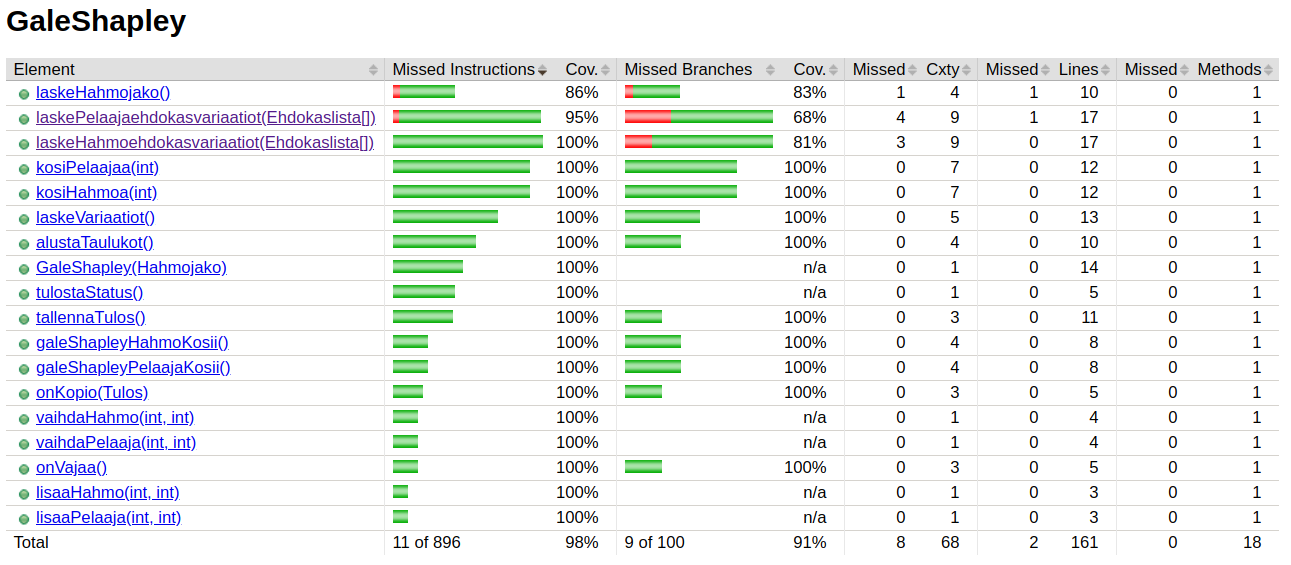 GaleShapley
Element Missed Instructions Cov. Missed Branches Cov. Missed Cxty Missed Lines Missed Methods
laskeHahmojako() 86% 83% 1 4 1 10 0 1
laskePelaajaehdokasvariaatiot(Ehdokaslista[]) 95% 68% 4 9 1 17 0 1
laskeHahmoehdokasvariaatiot(Ehdokaslista[]) 100% 81% 3 9 0 17 0 1
kosiPelaajaa(int) 100% 100% 0 7 0 12 0 1
kosiHahmoa(int) 100% 100% 0 7 0 12 0 1
laskeVariaatiot() 100% 100% 0 5 0 13 0 1
alustaTaulukot() 100% 100% 0 4 0 10 0 1
GaleShapley(Hahmojako) 100% n/a 0 1 0 14 0 1
tulostaStatus() 100% n/a 0 1 0 5 0 1
tallennaTulos() 100% 100% 0 3 0 11 0 1
galeShapleyHahmoKosii() 100% 100% 0 4 0 8 0 1
galeShapleyPelaajaKosii() 100% 100% 0 4 0 8 0 1
onKopio(Tulos) 100% 100% 0 3 0 5 0 1
vaihdaHahmo(int, int) 100% n/a 0 1 0 4 0 1
vaihdaPelaaja(int, int) 100% n/a 0 1 0 4 0 1
onVajaa() 100% 100% 0 3 0 5 0 1
lisaaHahmo(int, int) 100% n/a 0 1 0 3 0 1
lisaaPelaaja(int, int) 100% n/a 0 1 0 3 0 1
Total 11 of 896 98% 9 of 100 91% 8 68 2 161 0 18